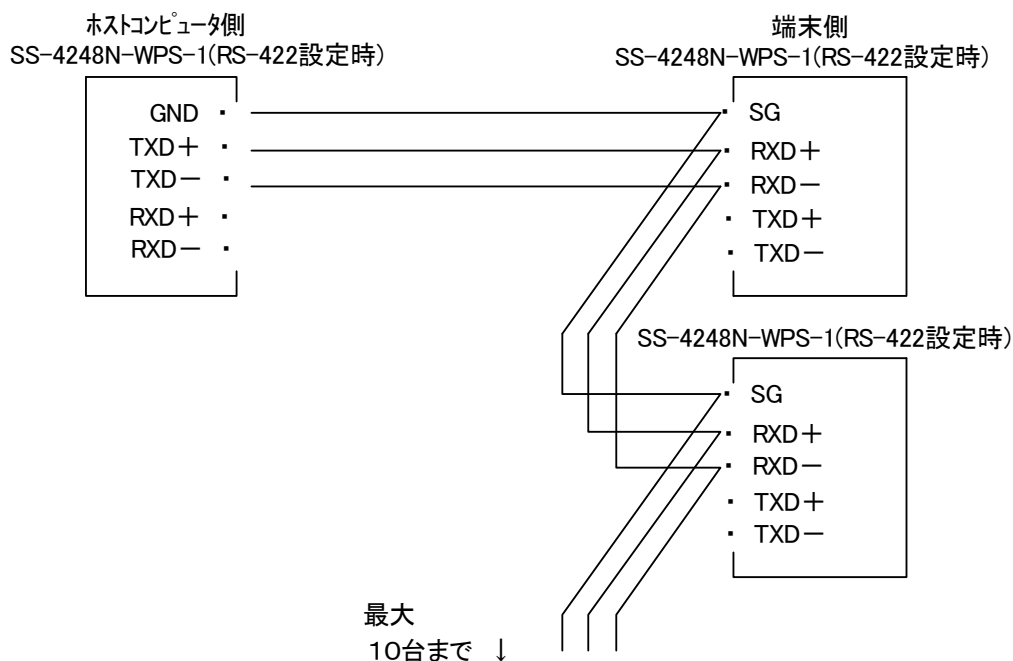 ホストコンピュータ側
SS-4248N-WPS-1(RS-422設定時)
GND ・
TXD＋ ・
TXD－ ・
RXD＋ ・
RXD－ ・
端末側
SS-4248N-WPS-1(RS-422設定時)
・ SG
・ RXD＋
・ RXD－
・ TXD＋
・ TXD－
SS-4248N-WPS-1(RS-422設定時)
・ SG
・ RXD＋
・ RXD－
・ TXD＋
・ TXD－
最大
10台まで ↓